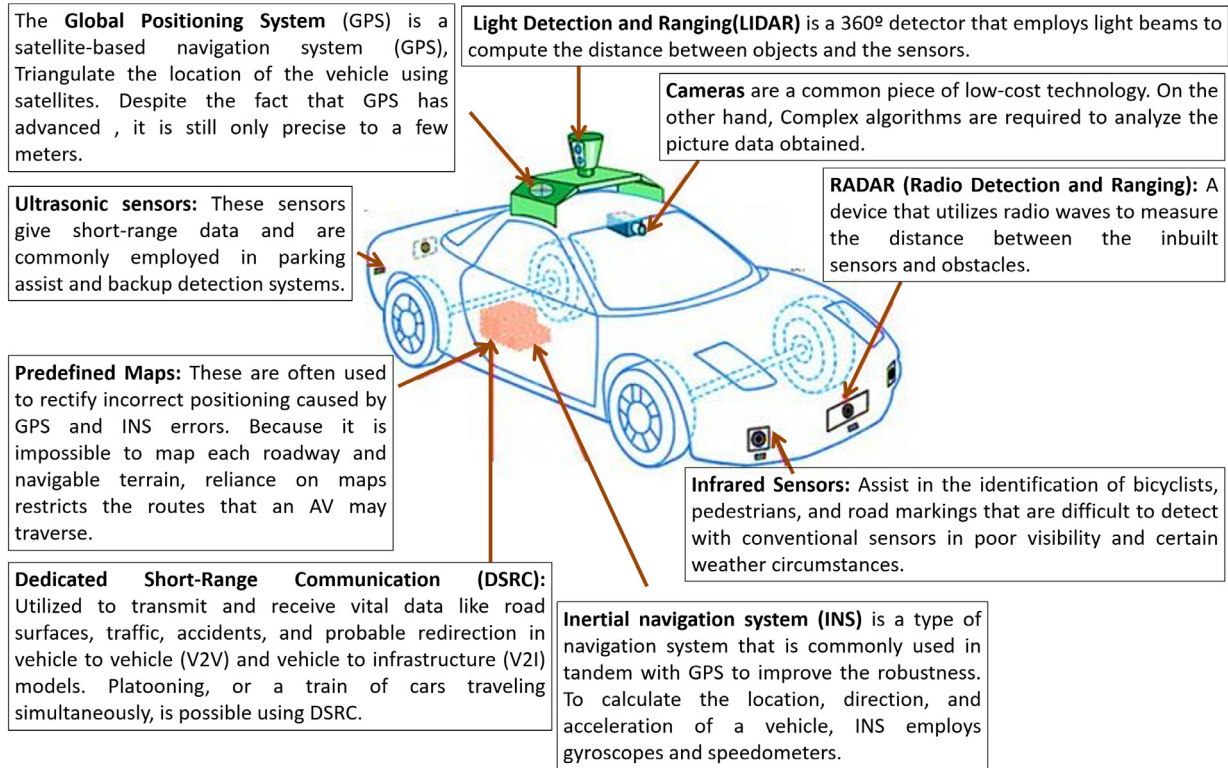 The Global Positioning System (GPS) is a
satellite-based navigation system (GPS),
Triangulate the location of the vehicle using
satellites. Despite the fact that GPS has
advanced , it is still only precise to a few
meters.
Light Detection and Ranging(LIDAR) is a 360º detector that employs light beams to
compute the distance between objects and the sensors.
Cameras are a common piece of low-cost technology. On the
other hand, Complex algorithms are required to analyze the
picture data obtained.
Ultrasonic sensors: These sensors
give short-range data and are
commonly employed in parking
assist and backup detection systems.
RADAR (Radio Detection and Ranging): A
device that utilizes radio waves to measure
the distance between the inbuilt
sensors and obstacles.
Predefined Maps: These are often used
to rectify incorrect positioning caused by
GPS and INS errors. Because it is
impossible to map each roadway and
navigable terrain, reliance on maps
restricts the routes that an AV may
traverse.
Infrared Sensors: Assist in the identification of bicyclists,
pedestrians, and road markings that are difficult to detect
with conventional sensors in poor visibility and certain
weather circumstances.
Dedicated Short-Range Communication (DSRC):
Utilized to transmit and receive vital data like road
surfaces, traffic, accidents, and probable redirection in
vehicle to vehicle (V2V) and vehicle to infrastructure (V2I)
models. Platooning, or a train of cars traveling
simultaneously, is possible using DSRC.
Inertial navigation system (INS) is a type of
navigation system that is commonly used in
tandem with GPS to improve the robustness.
To calculate the location, direction, and
acceleration of a vehicle, INS employs
gyroscopes and speedometers.